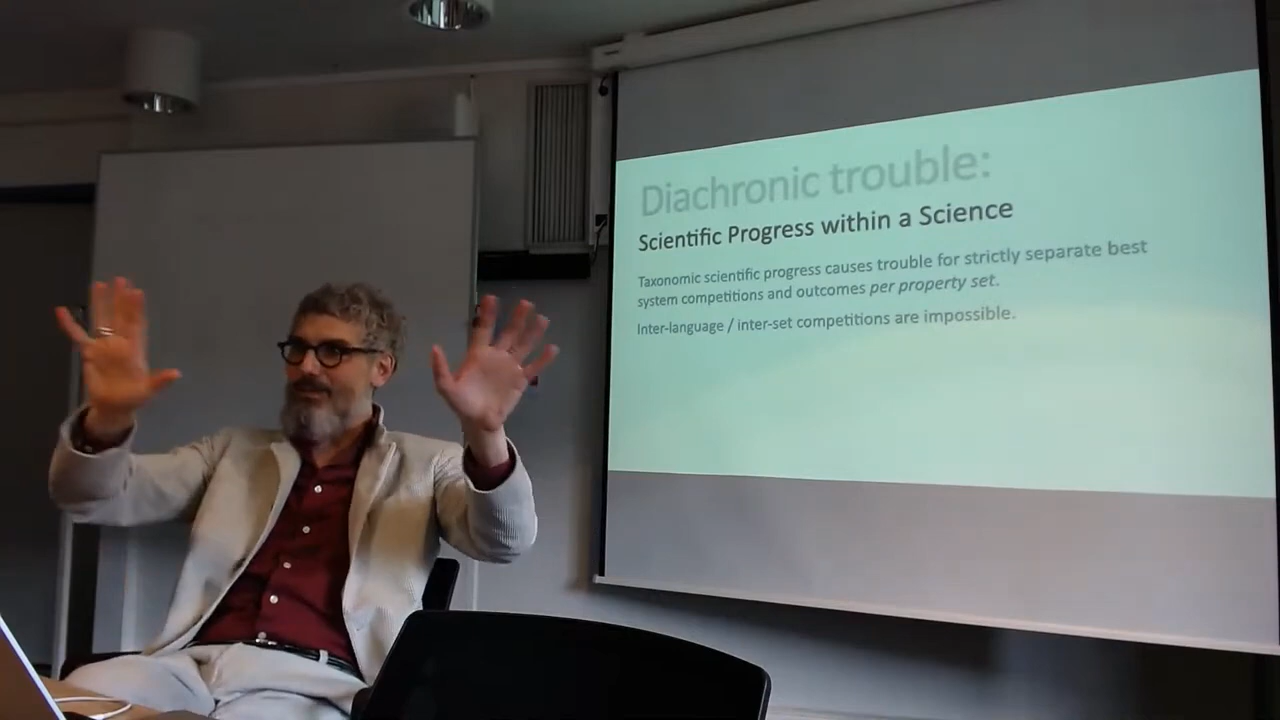 Diachronic trouble:
Scientific Progress within a Science
Taxonomic scientific progress causes trouble for strictly separate best
system competitions and outcomes per property set.
Inter-language / inter-set competitions are impossible.